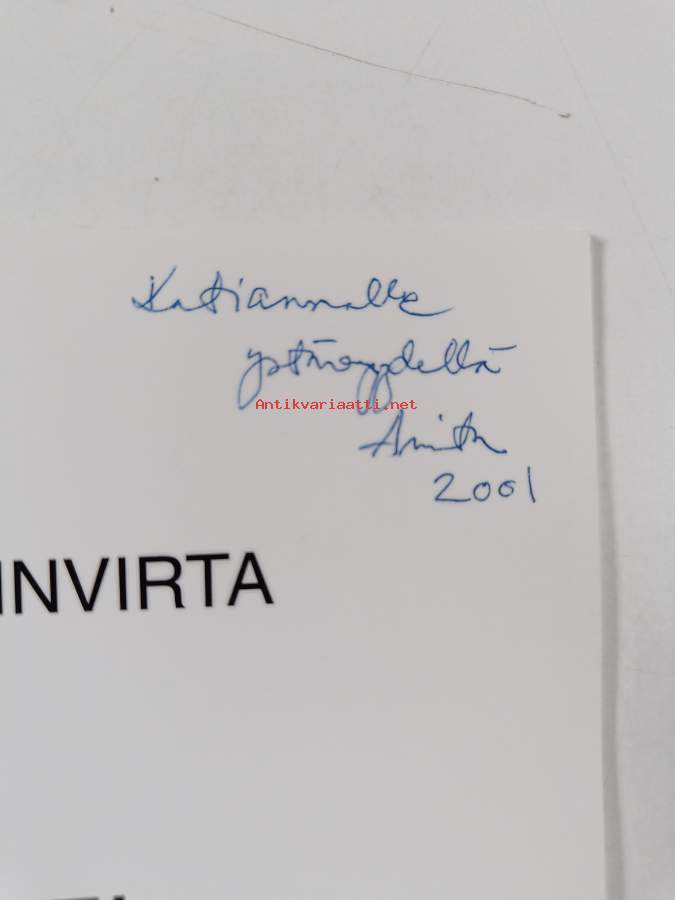 Katiannalle
ystävyydellä
Antikvariaatti.net
Anita
2001
INVIRTA